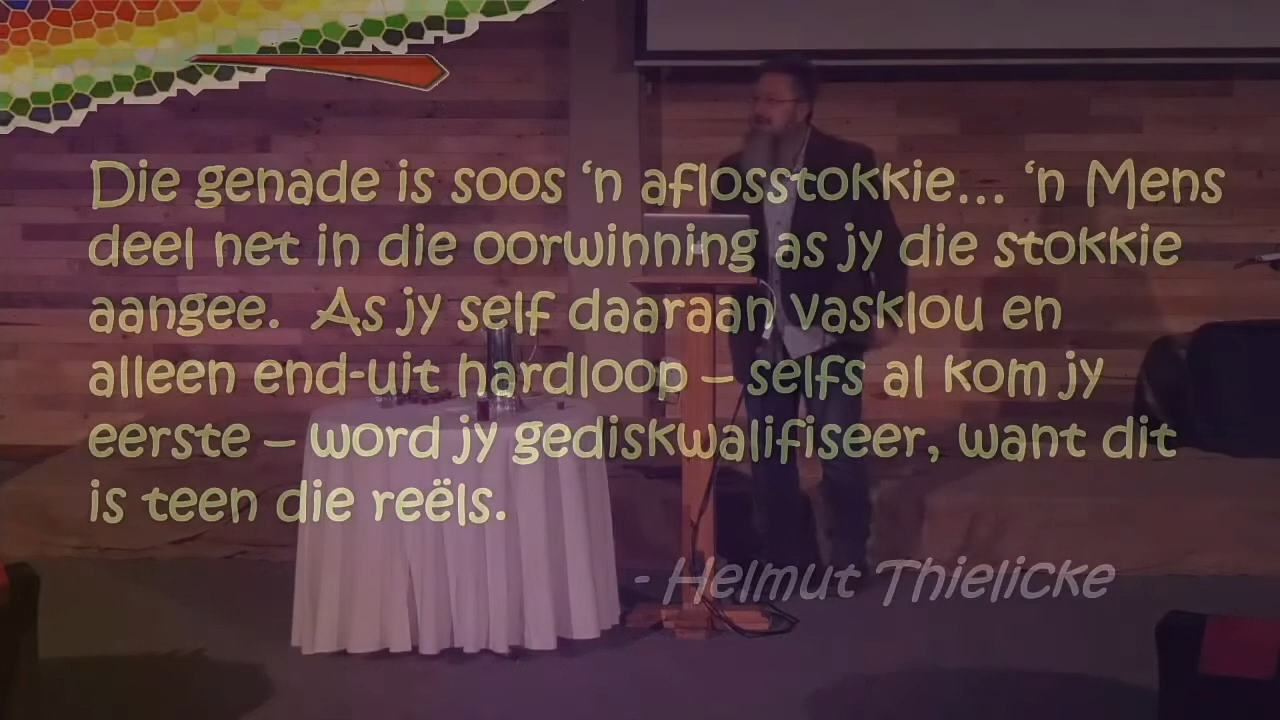 Die genade is soos ‘n aflosstokkie... ‘n Mens
deel net in die oorwinning as jy die stokkie
aangee.  As jy self daaraan vasklou en
alleen end-uit hardloop – selfs al kom jy
eerste – word jy gediskwalifiseer, want dit
is teen die reëls.
- Helmut Thielicke